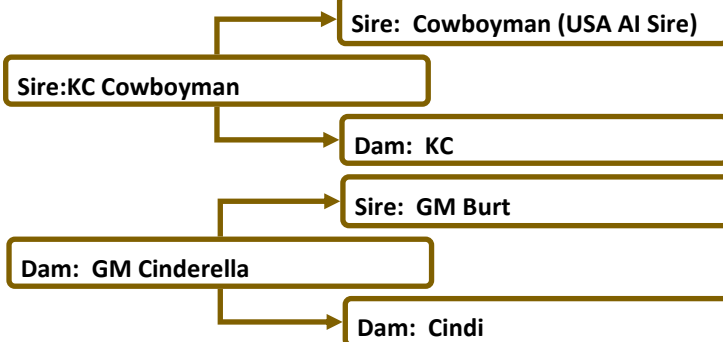 Sire: Cowboyman (USA AI Sire)
Sire:KC Cowboyman
Dam: KC
Sire: GM Burt
Dam: GM Cinderella
Dam: Cindi